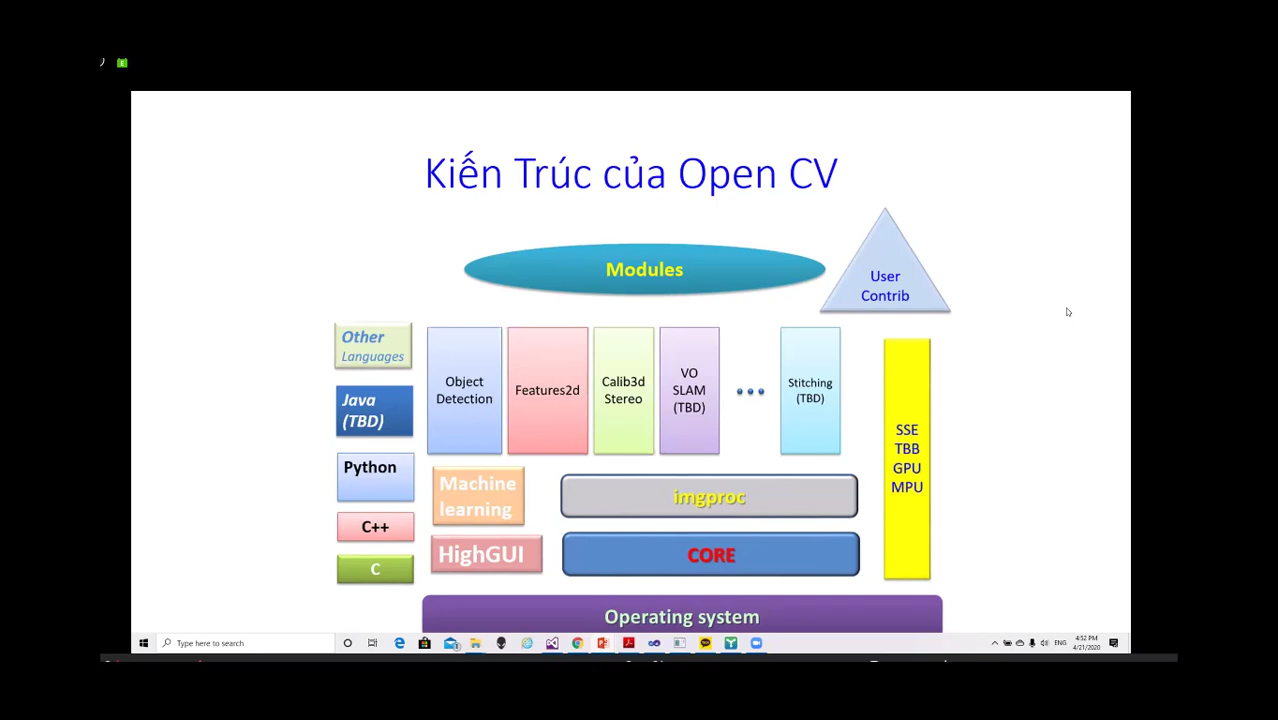 Kiến Trúc của Open CV
Modules
User
Contrib
Other
Languages
Java
(TBD)
Python
C++
C
Object
Detection
Features2d
Calib3d
Stereo
VO
SLAM
(TBD)
Stitching
(TBD)
SSE
TBB
GPU
MPU
Machine
learning
imgproc
HighGUI
CORE
Operating system
Type here to search
ENG
4:52 PM
4/21/2020